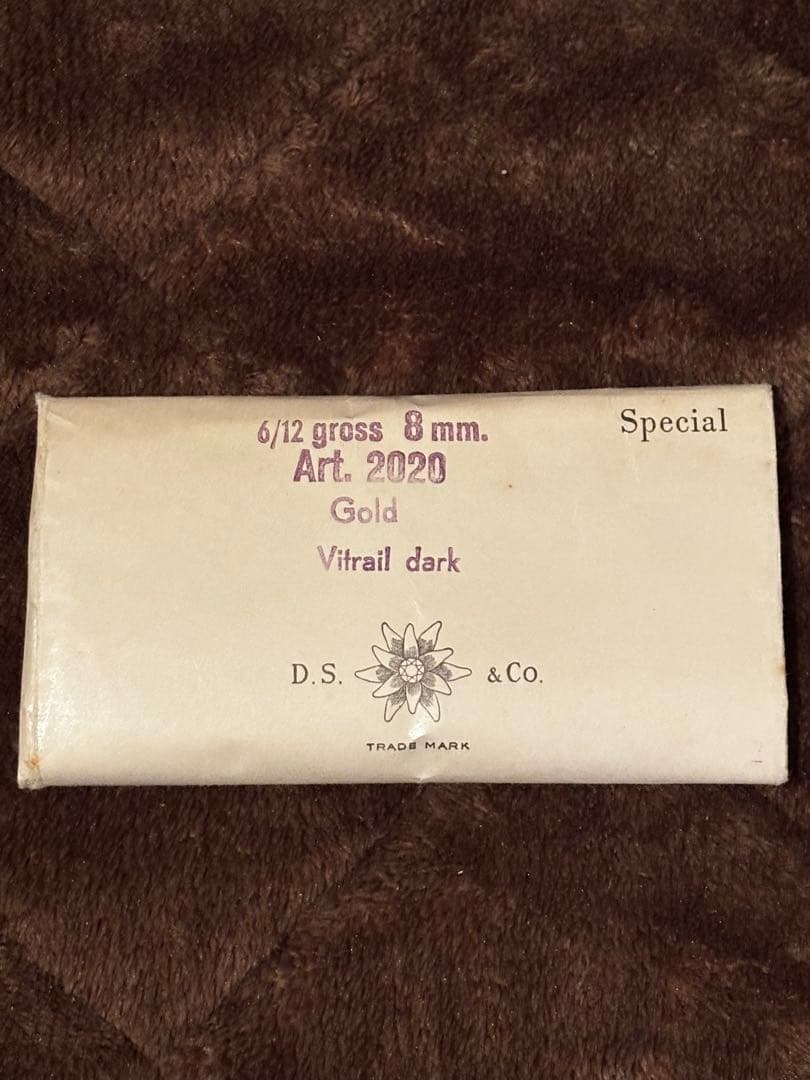 Special
6/12 gross 8 mm.
Art. 2020
Gold
Vitrail dark
D.S. & Co.
TRADE MARK